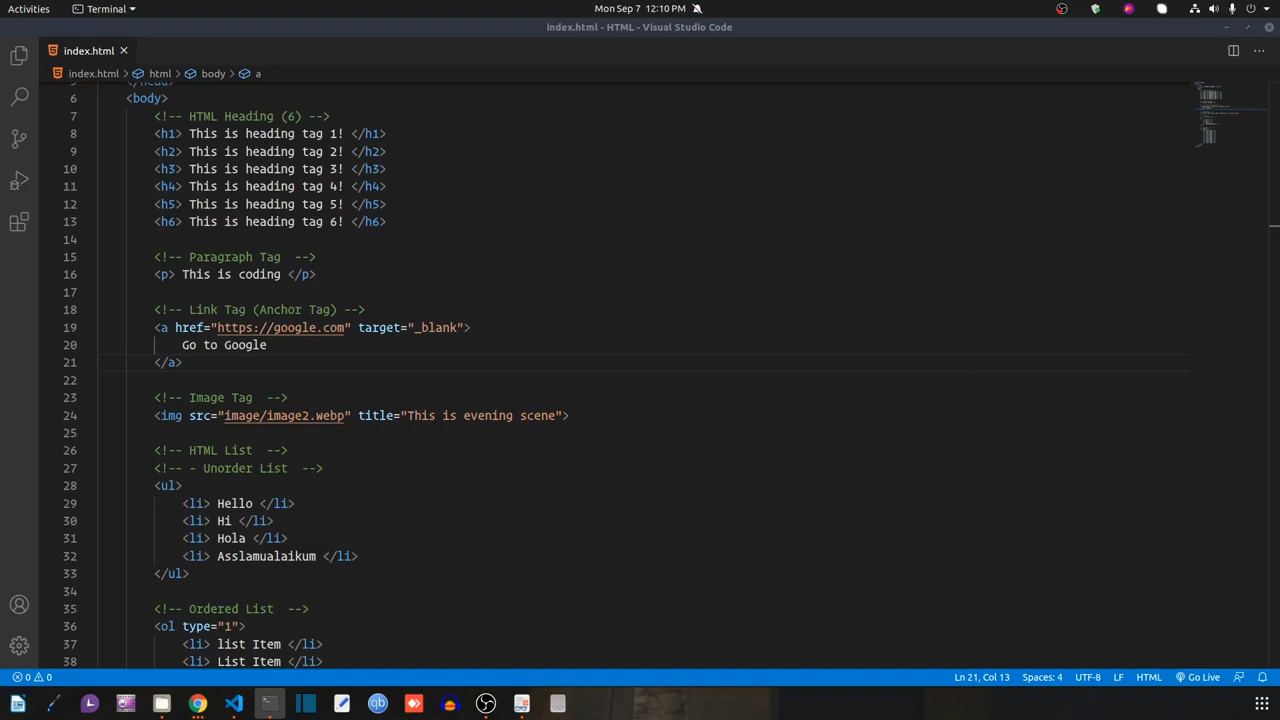 Activities
Terminal
Mon Sep 7 12:10 PM
index.html - HTML - Visual Studio Code
index.html
index.html > html > body > a
5 </head>
6 <body>
7 <!-- HTML Heading (6) -->
8 <h1> This is heading tag 1! </h1>
9 <h2> This is heading tag 2! </h2>
10 <h3> This is heading tag 3! </h3>
11 <h4> This is heading tag 4! </h4>
12 <h5> This is heading tag 5! </h5>
13 <h6> This is heading tag 6! </h6>
14
15 <!-- Paragraph Tag -->
16 <p> This is coding </p>
17
18 <!-- Link Tag (Anchor Tag) -->
19 <a href="https://google.com" target="_blank">
20 Go to Google
21 </a>
22
23 <!-- Image Tag -->
24 <img src="image/image2.webp" title="This is evening scene">
25
26 <!-- HTML List -->
27 <!-- - Unorder List -->
28 <ul>
29 <li> Hello </li>
30 <li> Hi </li>
31 <li> Hola </li>
32 <li> Asslamualaikum </li>
33 </ul>
34
35 <!-- Ordered List -->
36 <ol type="1">
37 <li> list Item </li>
38 <li> List Item </li>
0 0
Ln 21, Col 13
Spaces: 4
UTF-8
LF
HTML
Go Live
qb